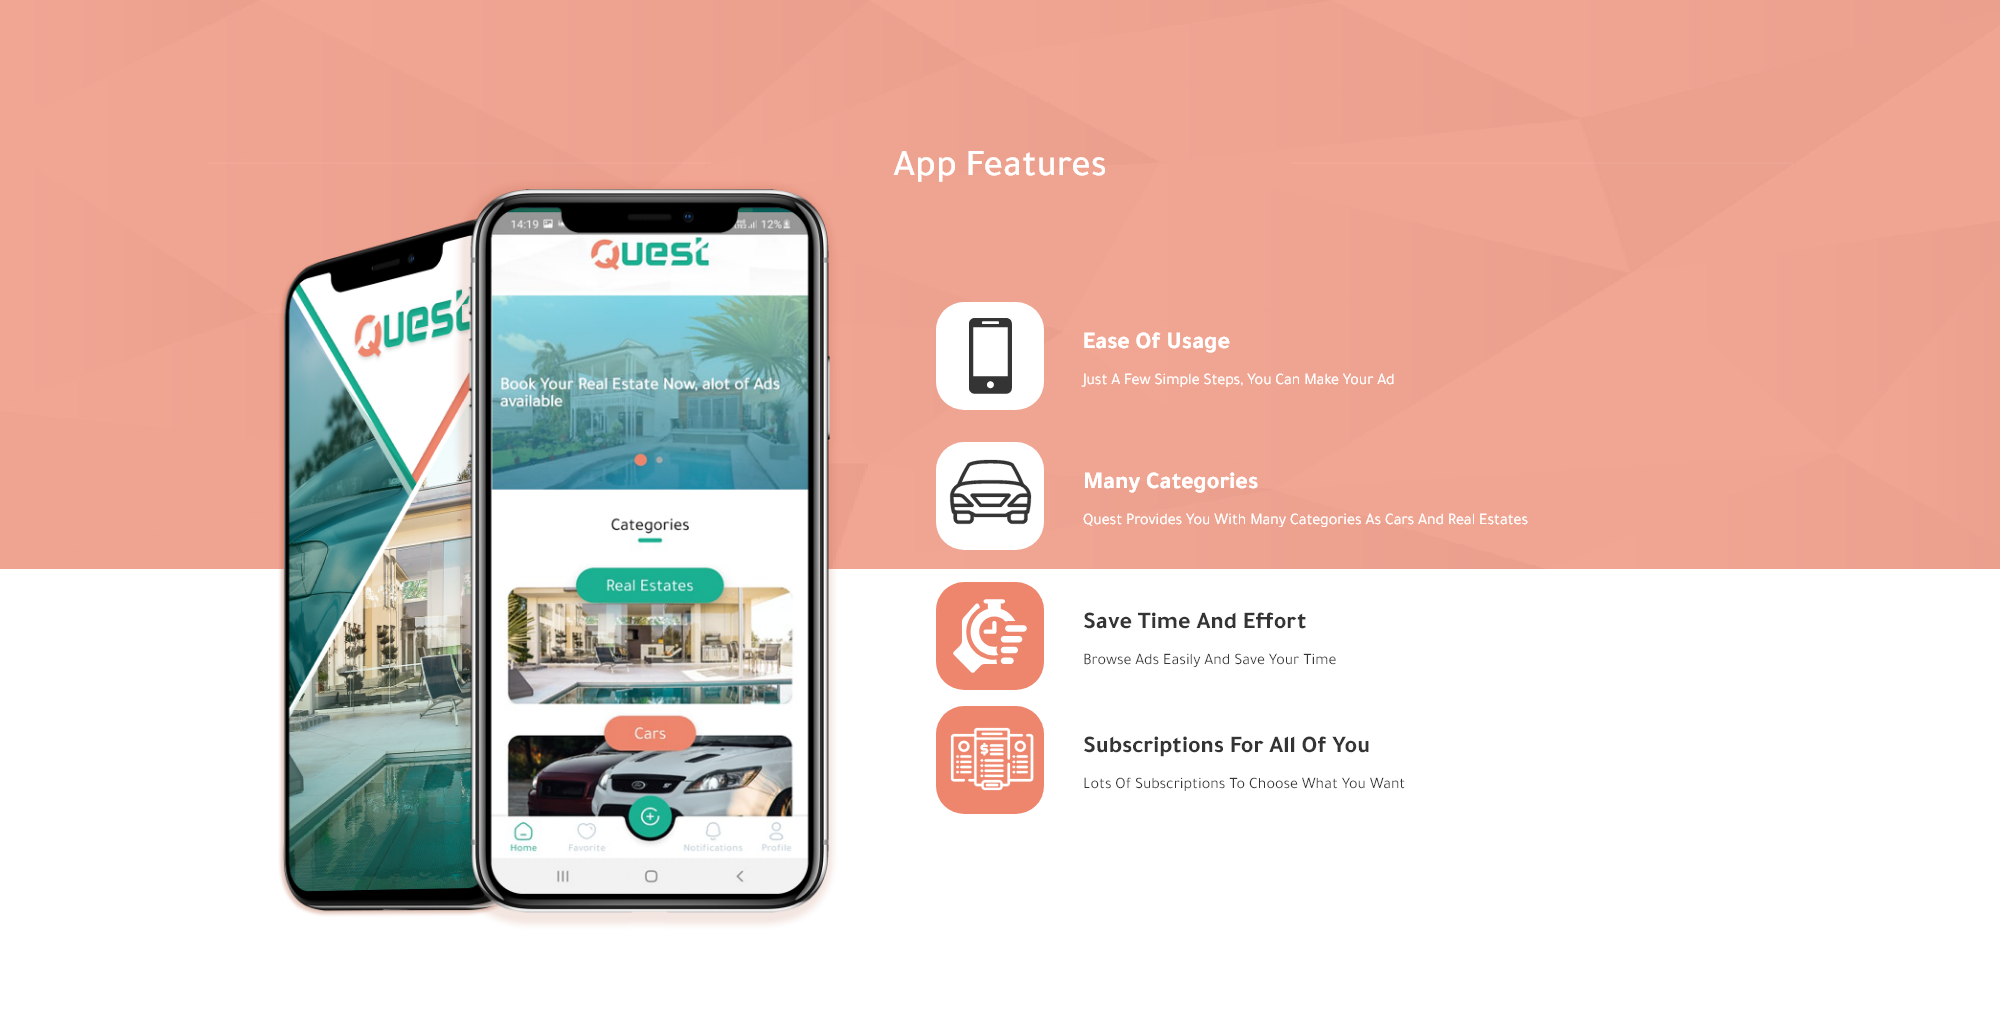 App Features
Quest
14:19
12%
Quest
Book Your Real Estate Now, alot of Ads
available
Categories
Real Estates
Cars
Home
Favorite
Notifications
Profile
Ease Of Usage
Just A Few Simple Steps, You Can Make Your Ad
Many Categories
Quest Provides You With Many Categories As Cars And Real Estates
Save Time And Effort
Browse Ads Easily And Save Your Time
Subscriptions For All Of You
Lots Of Subscriptions To Choose What You Want